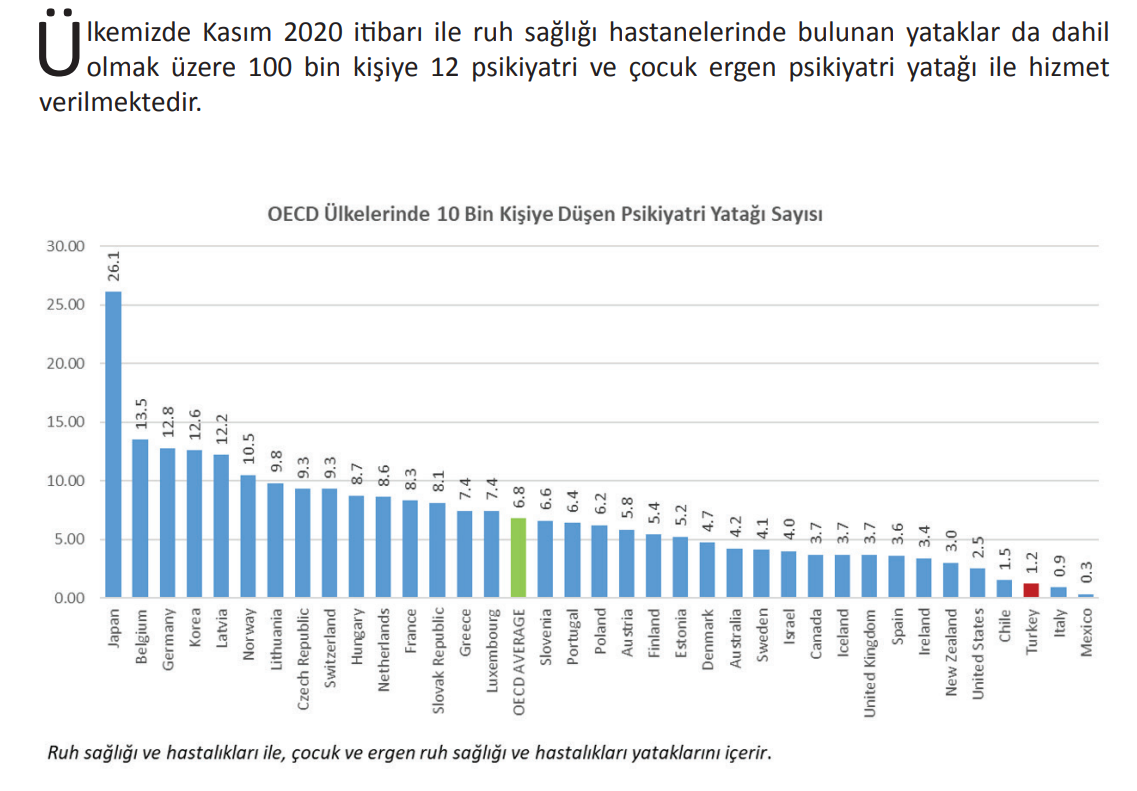 Ülkemizde Kasım 2020 itibarı ile ruh sağlığı hastanelerinde bulunan yataklar da dahil
olmak üzere 100 bin kişiye 12 psikiyatri ve çocuk ergen psikiyatri yatağı ile hizmet
verilmektedir.
OECD Ülkelerinde 10 Bin Kişiye Düşen Psikiyatri Yatağı Sayısı
30.00
25.00
20.00
15.00
10.00
5.00
0.00
26.1
13.5
12.8
12.6
12.2
10.5
9.8
9.3
9.3
8.7
8.6
8.3
8.1
7.4
7.4
6.8
6.6
6.4
6.2
5.8
5.4
5.2
4.7
4.2
4.1
4.0
3.7
3.7
3.7
3.6
3.4
3.0
2.5
1.5
1.2
0.9
0.3
Japan
Belgium
Germany
Korea
Latvia
Norway
Lithuania
Czech Republic
Switzerland
Hungary
Netherlands
France
Slovak Republic
Greece
Luxembourg
OECD AVERAGE
Slovenia
Portugal
Poland
Austria
Finland
Estonia
Denmark
Australia
Sweden
Israel
Canada
Iceland
United Kingdom
Spain
Ireland
New Zealand
United States
Chile
Turkey
Italy
Mexico
Ruh sağlığı ve hastalıkları ile, çocuk ve ergen ruh sağlığı ve hastalıkları yataklarını içerir.